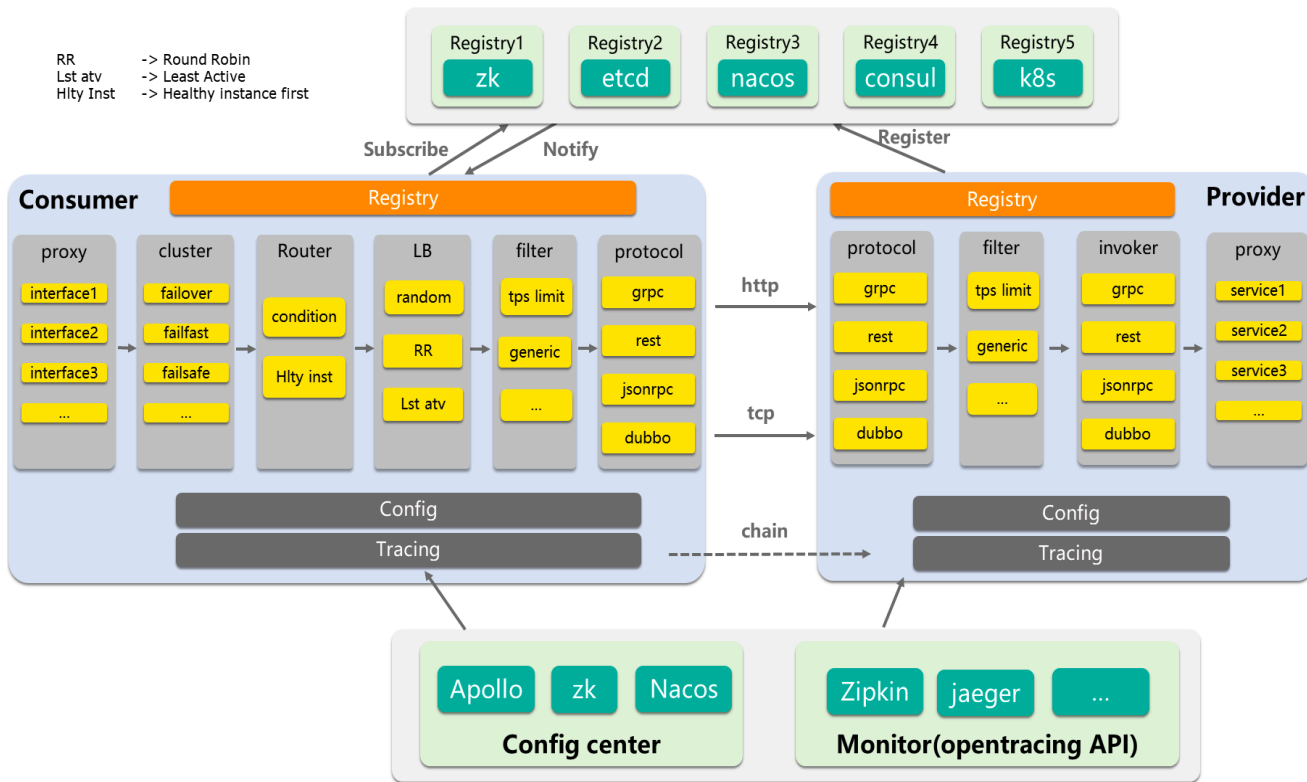 RR -> Round Robin
Lst atv -> Least Active
Hlty Inst -> Healthy instance first
Registry1
zk
Registry2
etcd
Registry3
nacos
Registry4
consul
Registry5
k8s
Subscribe
Notify
Register
Consumer
Registry
proxy
interface1
interface2
interface3
...
cluster
failover
failfast
failsafe
...
Router
condition
Hlty inst
LB
random
RR
Lst atv
filter
tps limit
generic
...
protocol
grpc
rest
jsonrpc
dubbo
Config
Tracing
http
tcp
chain
Provider
Registry
protocol
grpc
rest
jsonrpc
dubbo
filter
tps limit
generic
...
invoker
grpc
rest
jsonrpc
dubbo
proxy
service1
service2
service3
...
Config
Tracing
Apollo
zk
Nacos
Config center
Zipkin
jaeger
...
Monitor(opentracing API)